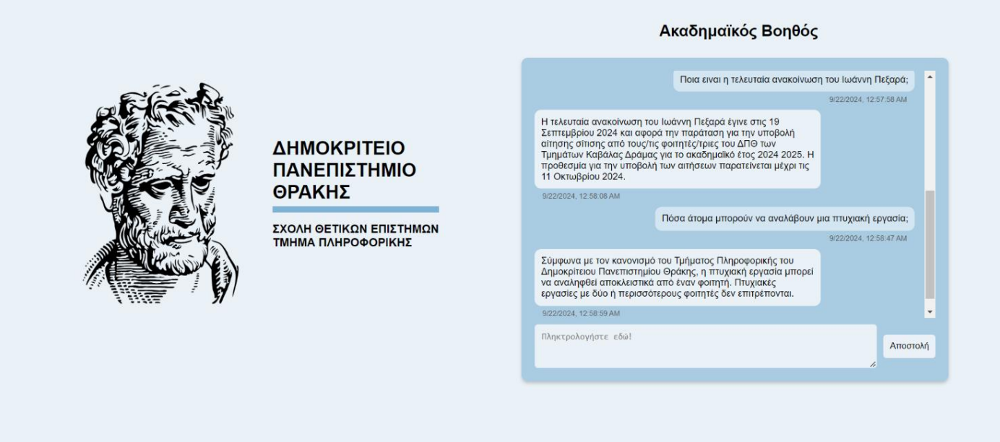 Ακαδημαϊκός Βοηθός
ΔΗΜΟΚΡΙΤΕΙΟ
ΠΑΝΕΠΙΣΤΗΜΙΟ
ΘΡΑΚΗΣ
ΣΧΟΛΗ ΘΕΤΙΚΩΝ ΕΠΙΣΤΗΜΩΝ
ΤΜΗΜΑ ΠΛΗΡΟΦΟΡΙΚΗΣ
Ποια ειναι η τελευταία ανακοίνωση του Ιωάννη Πεξαρά;
9/22/2024, 12:57:58 AM
Η τελευταία ανακοίνωση του Ιωάννη Πεξαρά έγινε στις 19
Σεπτεμβρίου 2024 και αφορά την παράταση για την υποβολή
αίτησης σίτισης από τους/τις φοιτητές/τριες του ΔΠΘ των
Τμημάτων Καβάλας Δράμας για το ακαδημαϊκό έτος 2024 2025. Η
προθεσμία για την υποβολή των αιτήσεων παρατείνεται μέχρι τις
11 Οκτωβρίου 2024.
9/22/2024, 12:58:08 AM
Πόσα άτομα μπορούν να αναλάβουν μια πτυχιακή εργασία;
9/22/2024, 12:58:47 AM
Σύμφωνα με τον κανονισμό του Τμήματος Πληροφορικής του
Δημοκρίτειου Πανεπιστημίου Θράκης, η πτυχιακή εργασία μπορεί
να αναληφθεί αποκλειστικά από έναν φοιτητή. Πτυχιακές
εργασίες με δύο ή περισσότερους φοιτητές δεν επιτρέπονται.
9/22/2024, 12:58:59 AM
Πληκτρολογήστε εδώ!
Αποστολή